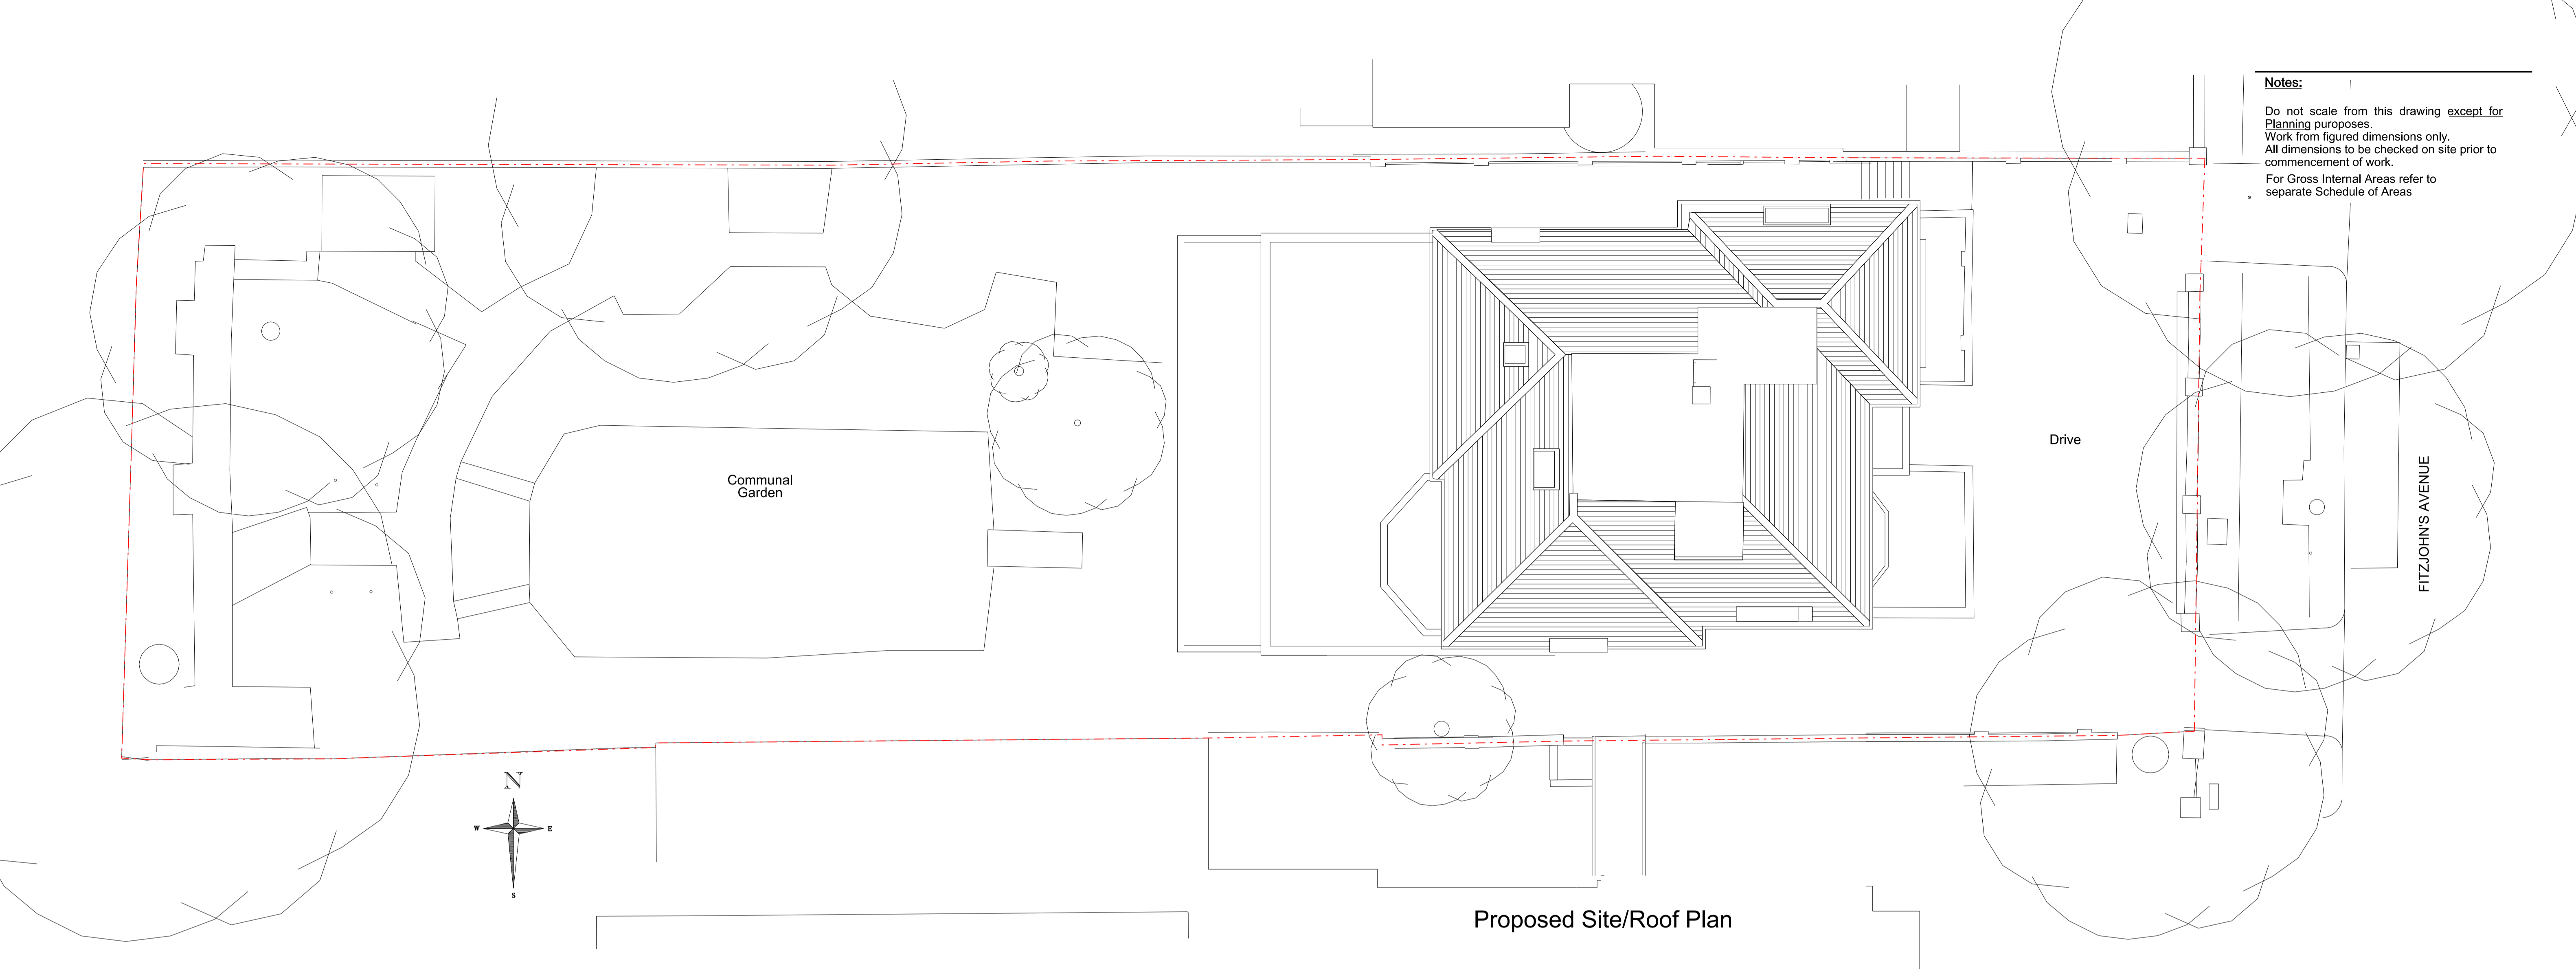 Notes:
Do not scale from this drawing except for
Planning puroposes.
Work from figured dimensions only.
All dimensions to be checked on site prior to
commencement of work.
For Gross Internal Areas refer to
separate Schedule of Areas
Drive
FITZJOHN'S AVENUE
Communal
Garden
N
W
E
S
Proposed Site/Roof Plan